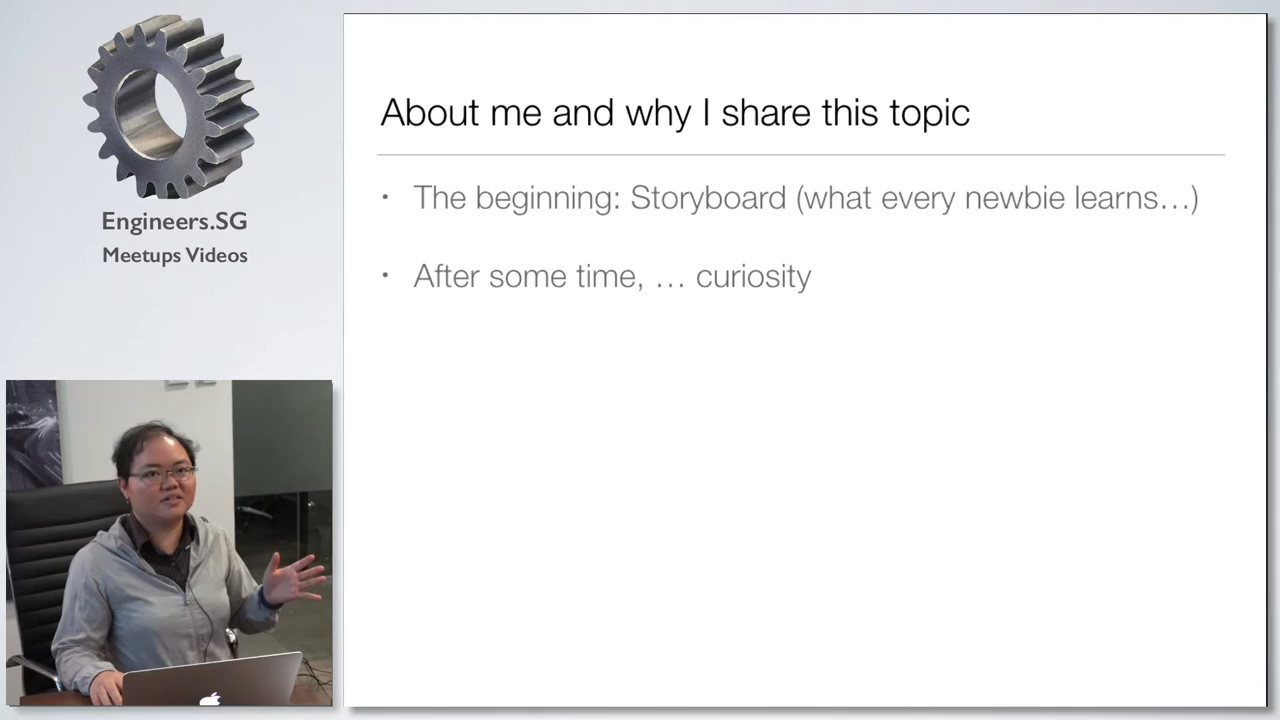 Engineers.SG
Meetups Videos
About me and why I share this topic
• The beginning: Storyboard (what every newbie learns…)
• After some time, … curiosity